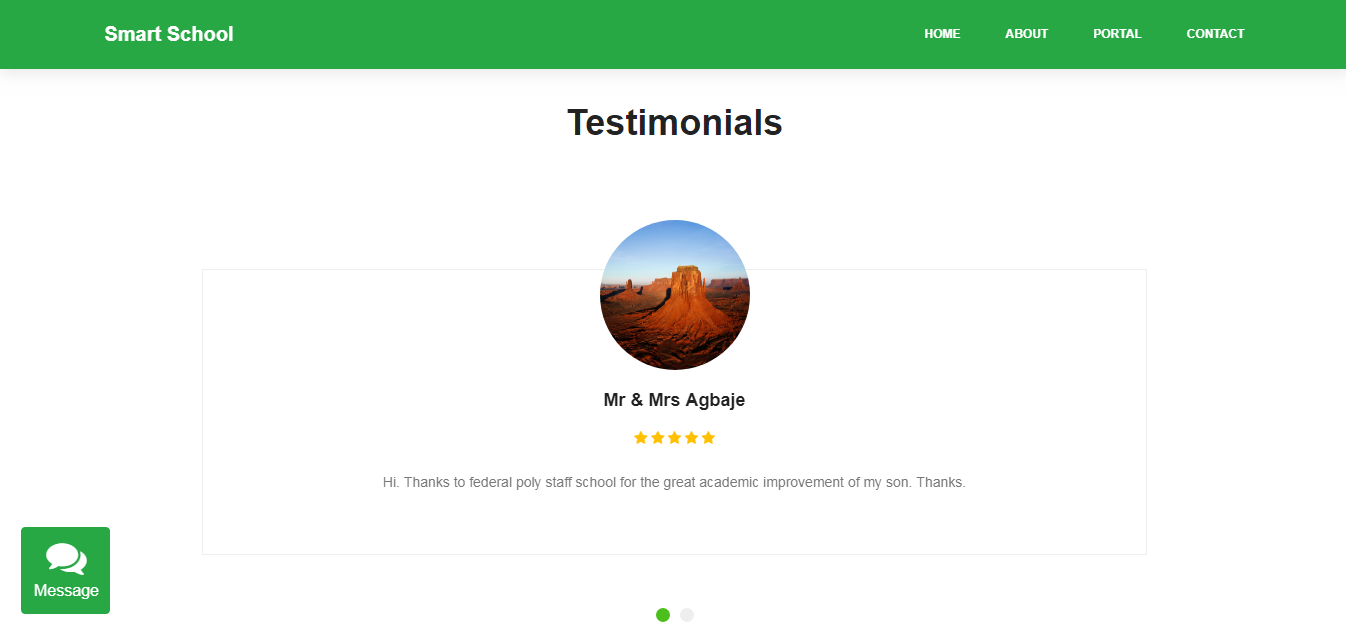 Smart School
HOME ABOUT PORTAL CONTACT
Testimonials
Mr & Mrs Agbaje
Hi. Thanks to federal poly staff school for the great academic improvement of my son. Thanks.
Message